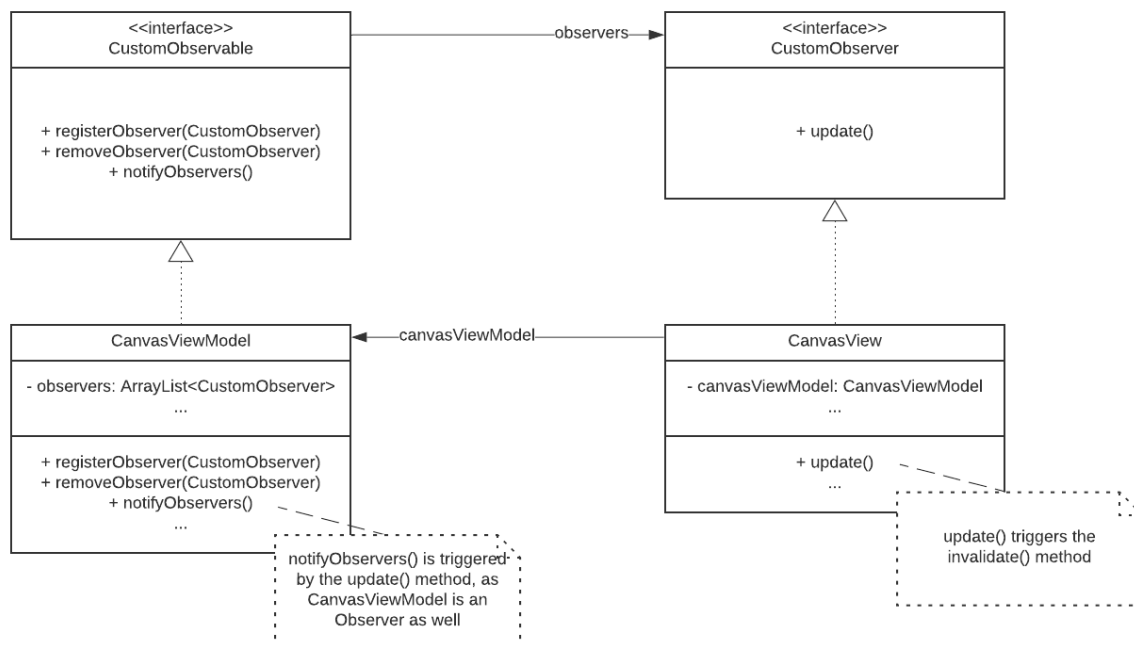 <<interface>>
CustomObservable
+ registerObserver(CustomObserver)
+ removeObserver(CustomObserver)
+ notifyObservers()
observers
<<interface>>
CustomObserver
+ update()
CanvasViewModel
- observers: ArrayList<CustomObserver>
...
+ registerObserver(CustomObserver)
+ removeObserver(CustomObserver)
+ notifyObservers()
...
canvasViewModel
CanvasView
- canvasViewModel: CanvasViewModel
...
+ update()
...
notifyObservers() is triggered
by the update() method, as
CanvasViewModel is an
Observer as well
update() triggers the
invalidate() method